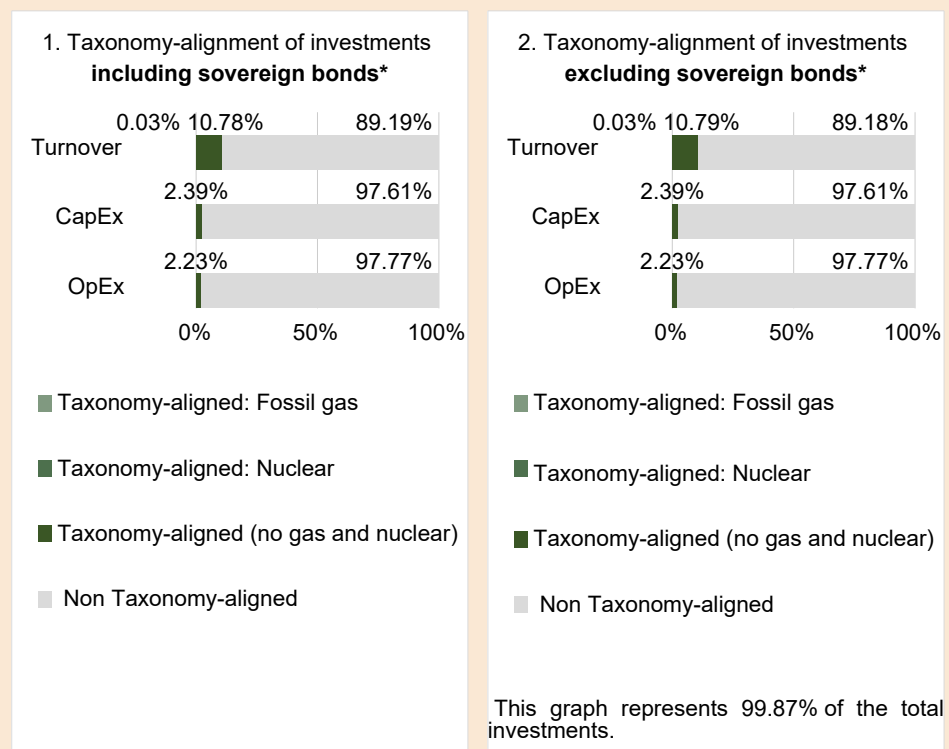 1. Taxonomy-alignment of investments
including sovereign bonds*
0.03% 10.78% 89.19%
Turnover
2.39% 97.61%
CapEx
2.23% 97.77%
OpEx
0% 50% 100%
Taxonomy-aligned: Fossil gas
Taxonomy-aligned: Nuclear
Taxonomy-aligned (no gas and nuclear)
Non Taxonomy-aligned
2. Taxonomy-alignment of investments
excluding sovereign bonds*
0.03% 10.79% 89.18%
Turnover
2.39% 97.61%
CapEx
2.23% 97.77%
OpEx
0% 50% 100%
Taxonomy-aligned: Fossil gas
Taxonomy-aligned: Nuclear
Taxonomy-aligned (no gas and nuclear)
Non Taxonomy-aligned
This graph represents 99.87% of the total
investments.